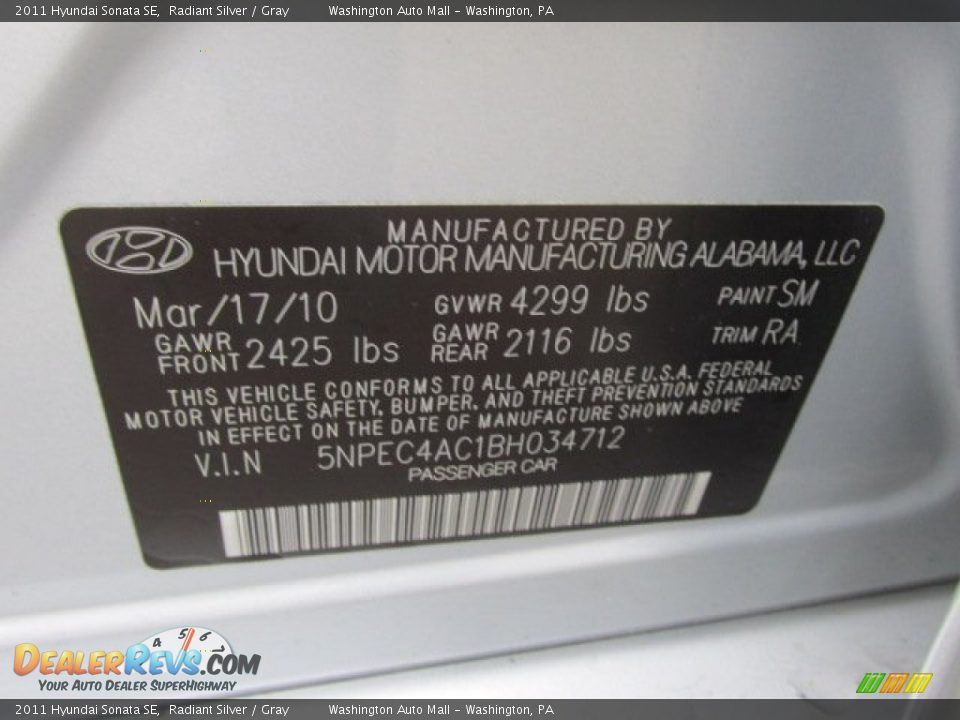 2011 Hyundai Sonata SE, Radiant Silver / Gray Washington Auto Mall - Washington, PA
MANUFACTURED BY
HYUNDAI MOTOR MANUFACTURING ALABAMA, LLC
Mar/17/10 GVWR 4299 lbs PAINT SM
GAWR FRONT 2425 lbs GAWR REAR 2116 lbs TRIM RA
THIS VEHICLE CONFORMS TO ALL APPLICABLE U.S.A. FEDERAL
MOTOR VEHICLE SAFETY, BUMPER, AND THEFT PREVENTION STANDARDS
IN EFFECT ON THE DATE OF MANUFACTURE SHOWN ABOVE
V.I.N 5NPEC4AC1BH034712
PASSENGER CAR
4 5 6
DEALERREVS.COM
YOUR AUTO DEALER SUPERHIGHWAY
2011 Hyundai Sonata SE, Radiant Silver / Gray Washington Auto Mall - Washington, PA